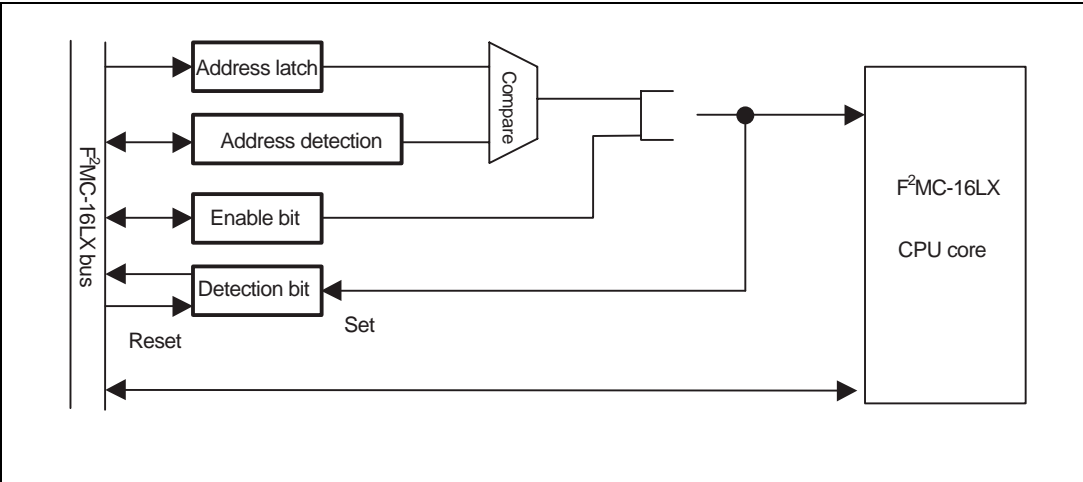 Address latch
Compare
Address detection
F²MC-16LX bus
Enable bit
F²MC-16LX
CPU core
Detection bit
Set
Reset